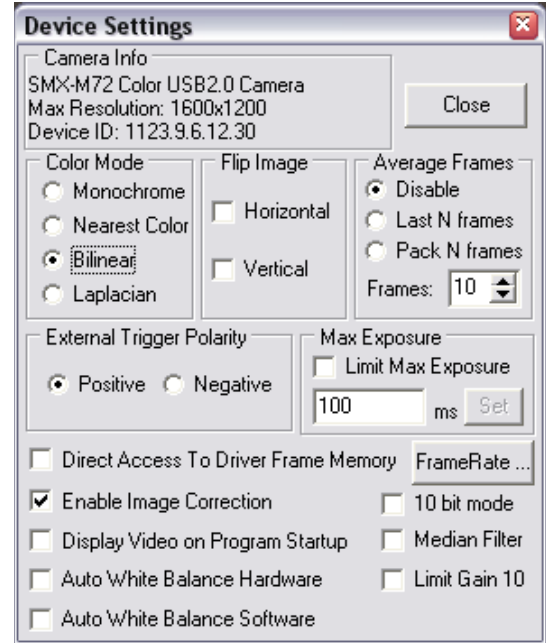 Device Settings
Camera Info
SMX-M72 Color USB2.0 Camera
Max Resolution: 1600x1200
Device ID: 1123.9.6.12.30
Close
Color Mode
Monochrome
Nearest Color
Bilinear
Laplacian
Flip Image
Horizontal
Vertical
Average Frames
Disable
Last N frames
Pack N frames
Frames: 10
External Trigger Polarity
Positive Negative
Max Exposure
Limit Max Exposure
100 ms Set
Direct Access To Driver Frame Memory
FrameRate ...
Enable Image Correction
10 bit mode
Display Video on Program Startup
Median Filter
Auto White Balance Hardware
Limit Gain 10
Auto White Balance Software